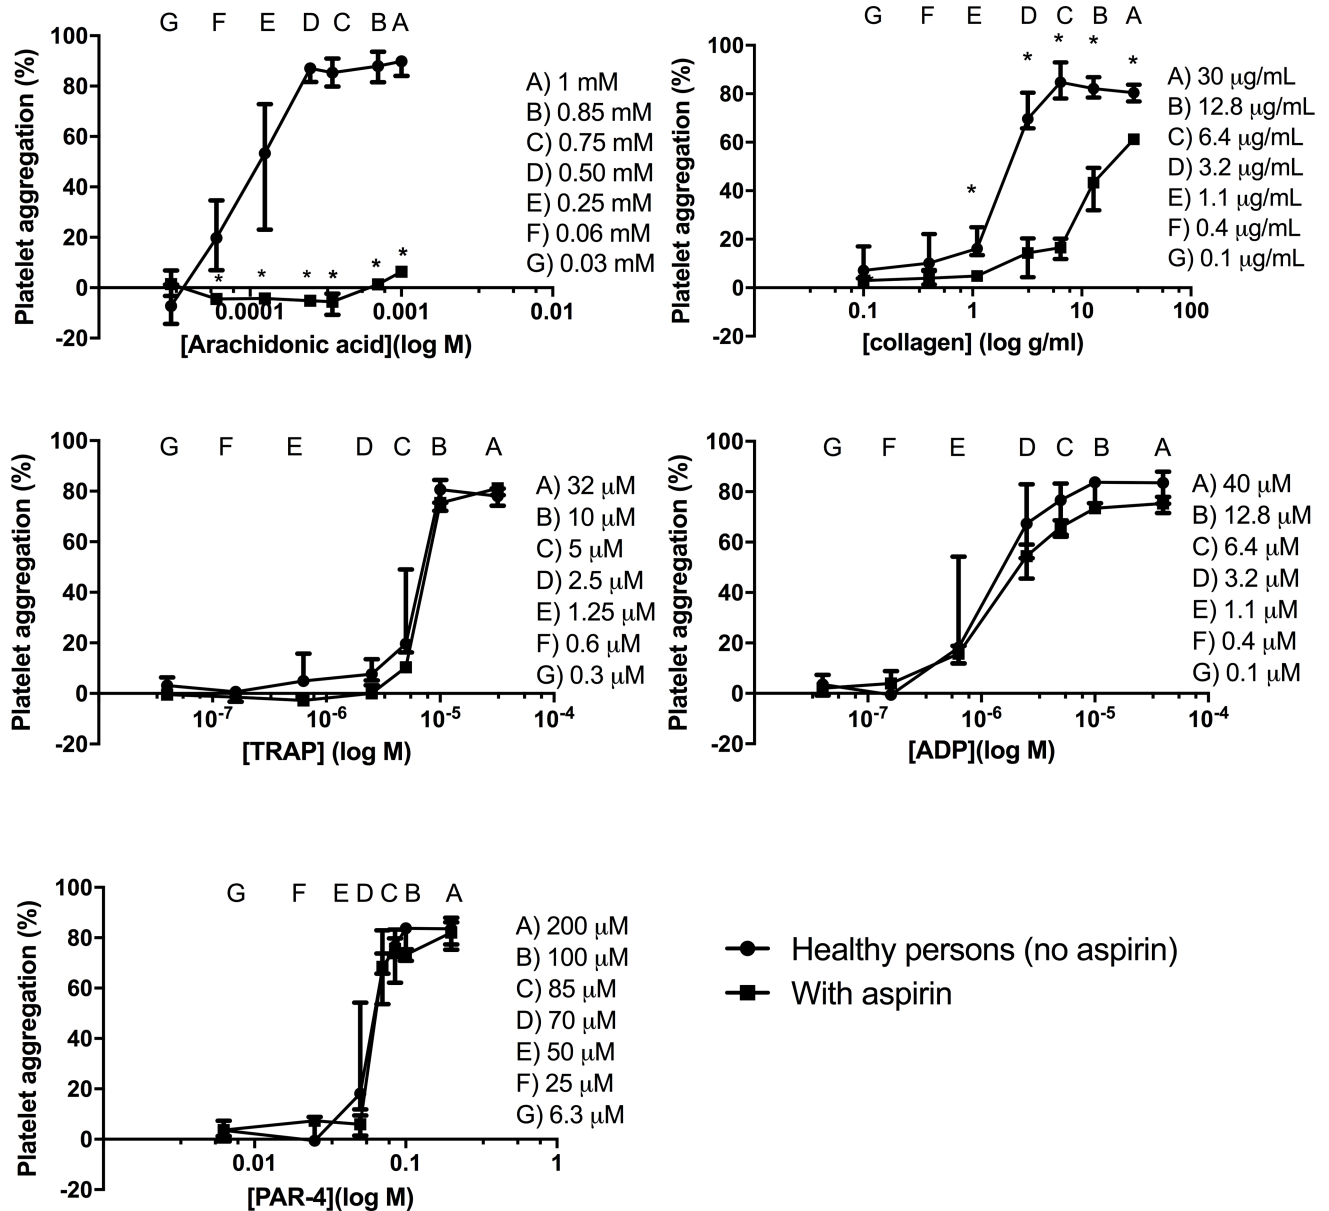 G F E D C B A
Platelet aggregation (%)
100
80
60
40
20
0
-20
* * * * * *
0.0001 0.001 0.01
[Arachidonic acid](log M)
A) 1 mM
B) 0.85 mM
C) 0.75 mM
D) 0.50 mM
E) 0.25 mM
F) 0.06 mM
G) 0.03 mM
G F E D C B A
Platelet aggregation (%)
100
80
60
40
20
0
-20
* * * * *
0.1 1 10 100
[collagen] (log g/ml)
A) 30 µg/mL
B) 12.8 µg/mL
C) 6.4 µg/mL
D) 3.2 µg/mL
E) 1.1 µg/mL
F) 0.4 µg/mL
G) 0.1 µg/mL
G F E D C B A
Platelet aggregation (%)
100
80
60
40
20
0
-20
10-7 10-6 10-5 10-4
[TRAP] (log M)
A) 32 µM
B) 10 µM
C) 5 µM
D) 2.5 µM
E) 1.25 µM
F) 0.6 µM
G) 0.3 µM
G F E D C B A
Platelet aggregation (%)
100
80
60
40
20
0
-20
10-7 10-6 10-5 10-4
[ADP](log M)
A) 40 µM
B) 12.8 µM
C) 6.4 µM
D) 3.2 µM
E) 1.1 µM
F) 0.4 µM
G) 0.1 µM
G F E D C B A
Platelet aggregation (%)
100
80
60
40
20
0
-20
0.01 0.1 1
[PAR-4](log M)
A) 200 µM
B) 100 µM
C) 85 µM
D) 70 µM
E) 50 µM
F) 25 µM
G) 6.3 µM
Healthy persons (no aspirin)
With aspirin